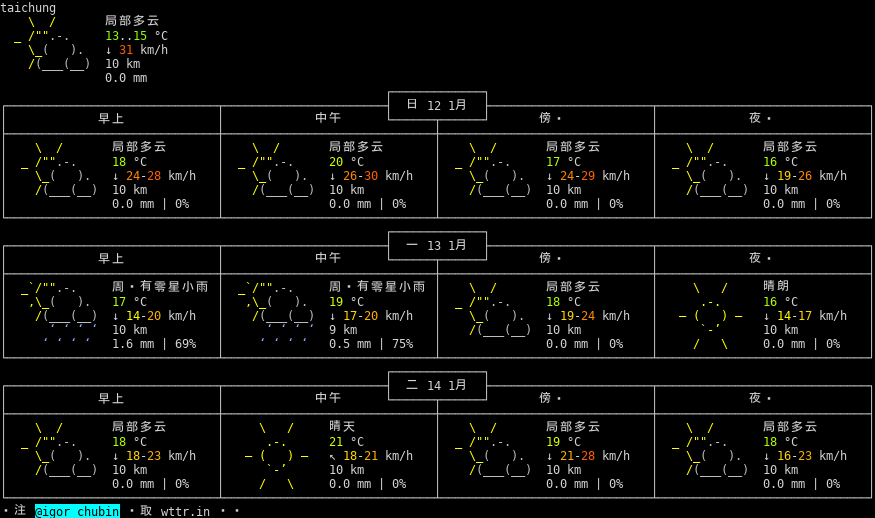 taichung
局部多云
13..15 °C
↓ 31 km/h
10 km
0.0 mm
日 12 1月
早上 中午 傍・ 夜・
局部多云 局部多云 局部多云 局部多云
18 °C 20 °C 17 °C 16 °C
↓ 24-28 km/h ↓ 26-30 km/h ↓ 24-29 km/h ↓ 19-26 km/h
10 km 10 km 10 km 10 km
0.0 mm | 0% 0.0 mm | 0% 0.0 mm | 0% 0.0 mm | 0%
一 13 1月
早上 中午 傍・ 夜・
周・有零星小雨 周・有零星小雨 局部多云 晴朗
17 °C 19 °C 18 °C 16 °C
↓ 14-20 km/h ↓ 17-20 km/h ↓ 19-24 km/h ↓ 14-17 km/h
10 km 9 km 10 km 10 km
1.6 mm | 69% 0.5 mm | 75% 0.0 mm | 0% 0.0 mm | 0%
二 14 1月
早上 中午 傍・ 夜・
局部多云 晴天 局部多云 局部多云
18 °C 21 °C 19 °C 18 °C
↓ 18-23 km/h ↖ 18-21 km/h ↓ 21-28 km/h ↓ 16-23 km/h
10 km 10 km 10 km 10 km
0.0 mm | 0% 0.0 mm | 0% 0.0 mm | 0% 0.0 mm | 0%
・注 @igor_chubin ・取 wttr.in ・・